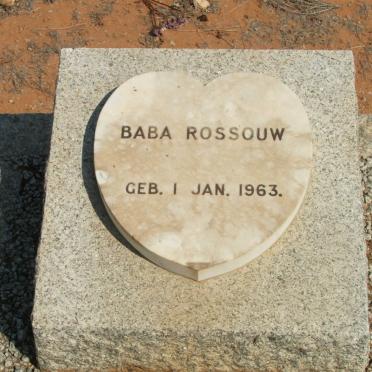 BABA ROSSOUW
GEB. 1 JAN. 1963.